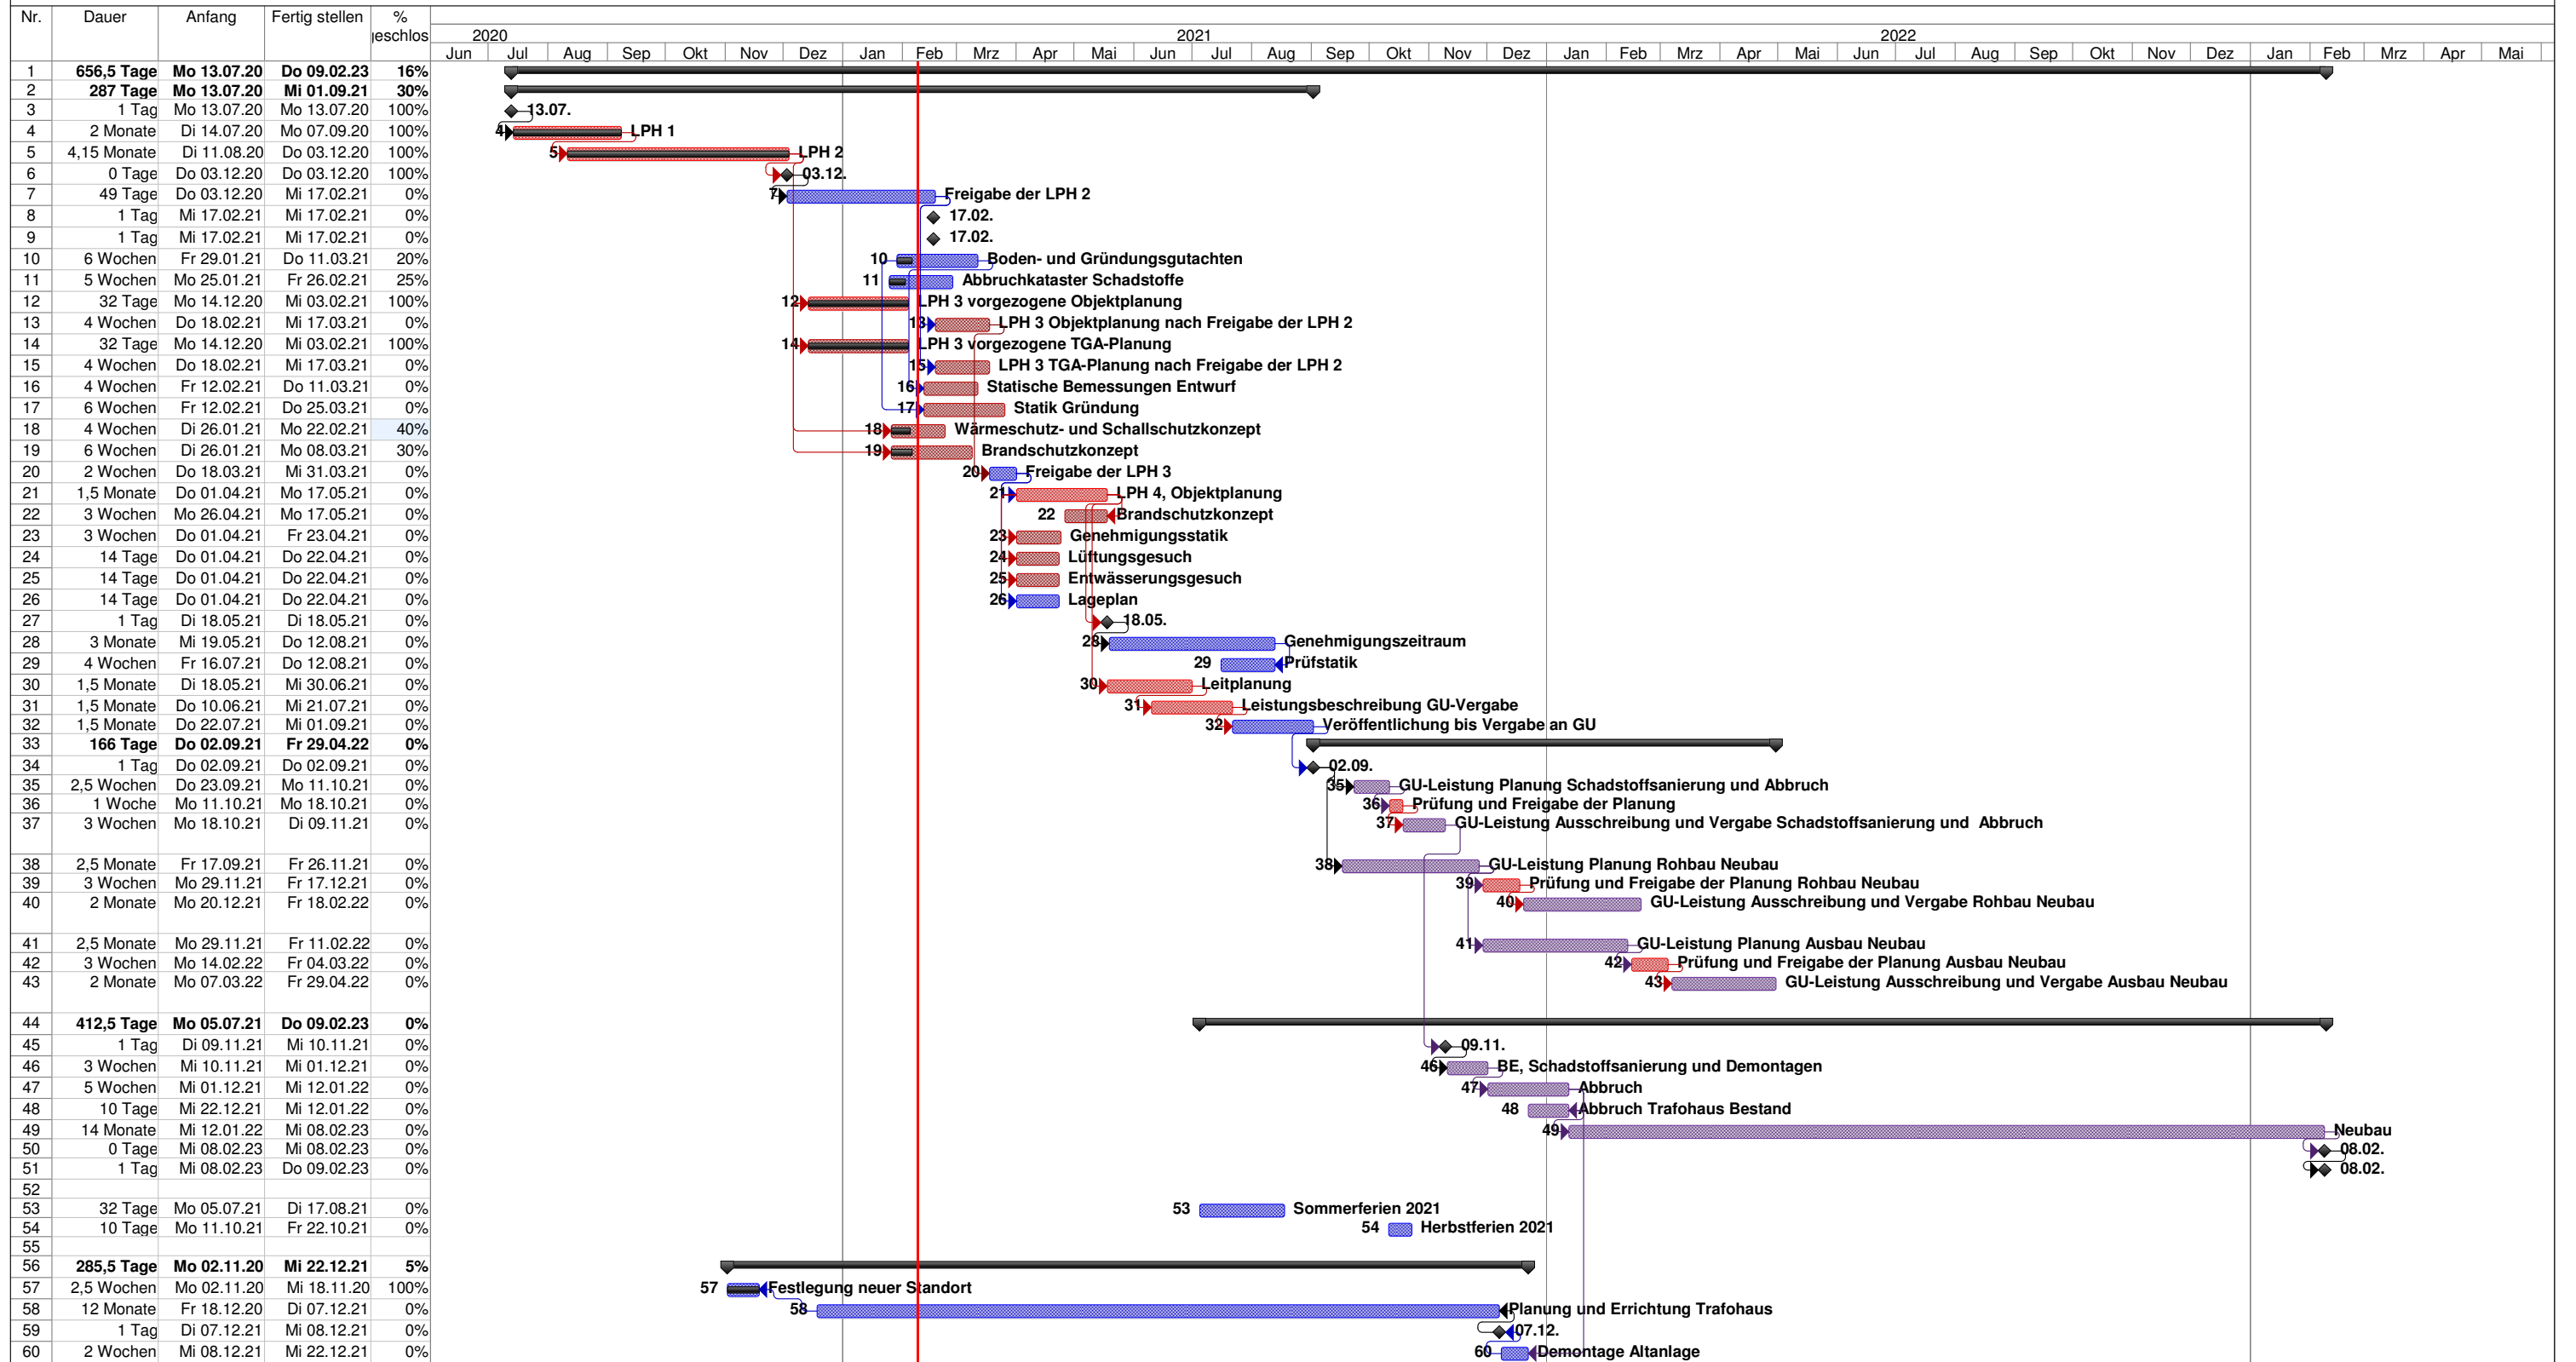 Nr. Dauer Anfang Fertig stellen %
geschlos
2020 2021 2022
Jun Jul Aug Sep Okt Nov Dez Jan Feb Mrz Apr Mai Jun Jul Aug Sep Okt Nov Dez Jan Feb Mrz Apr Mai Jun Jul Aug Sep Okt Nov Dez Jan Feb Mrz Apr Mai
1 656,5 Tage Mo 13.07.20 Do 09.02.23 16%
2 287 Tage Mo 13.07.20 Mi 01.09.21 30%
3 1 Tag Mo 13.07.20 Mo 13.07.20 100% 13.07.
4 2 Monate Di 14.07.20 Mo 07.09.20 100% 4 LPH 1
5 4,15 Monate Di 11.08.20 Do 03.12.20 100% 5 LPH 2
6 0 Tage Do 03.12.20 Do 03.12.20 100% 03.12.
7 49 Tage Do 03.12.20 Mi 17.02.21 0% 7 Freigabe der LPH 2
8 1 Tag Mi 17.02.21 Mi 17.02.21 0% 17.02.
9 1 Tag Mi 17.02.21 Mi 17.02.21 0% 17.02.
10 6 Wochen Fr 29.01.21 Do 11.03.21 20% 10 Boden- und Gründungsgutachten
11 5 Wochen Mo 25.01.21 Fr 26.02.21 25% 11 Abbruchkataster Schadstoffe
12 32 Tage Mo 14.12.20 Mi 03.02.21 100% 12 LPH 3 vorgezogene Objektplanung
13 4 Wochen Do 18.02.21 Mi 17.03.21 0% 13 LPH 3 Objektplanung nach Freigabe der LPH 2
14 32 Tage Mo 14.12.20 Mi 03.02.21 100% 14 LPH 3 vorgezogene TGA-Planung
15 4 Wochen Do 18.02.21 Mi 17.03.21 0% 15 LPH 3 TGA-Planung nach Freigabe der LPH 2
16 4 Wochen Fr 12.02.21 Do 11.03.21 0% 16 Statische Bemessungen Entwurf
17 6 Wochen Fr 12.02.21 Do 25.03.21 0% 17 Statik Gründung
18 4 Wochen Di 26.01.21 Mo 22.02.21 40% 18 Wärmeschutz- und Schallschutzkonzept
19 6 Wochen Di 26.01.21 Mo 08.03.21 30% 19 Brandschutzkonzept
20 2 Wochen Do 18.03.21 Mi 31.03.21 0% 20 Freigabe der LPH 3
21 1,5 Monate Do 01.04.21 Mo 17.05.21 0% 21 LPH 4, Objektplanung
22 3 Wochen Mo 26.04.21 Mo 17.05.21 0% 22 Brandschutzkonzept
23 3 Wochen Do 01.04.21 Fr 23.04.21 0% 23 Genehmigungsstatik
24 14 Tage Do 01.04.21 Do 22.04.21 0% 24 Lüftungsgesuch
25 14 Tage Do 01.04.21 Do 22.04.21 0% 25 Entwässerungsgesuch
26 14 Tage Do 01.04.21 Do 22.04.21 0% 26 Lageplan
27 1 Tag Di 18.05.21 Di 18.05.21 0% 18.05.
28 3 Monate Mi 19.05.21 Do 12.08.21 0% 28 Genehmigungszeitraum
29 4 Wochen Fr 16.07.21 Do 12.08.21 0% 29 Prüfstatik
30 1,5 Monate Di 18.05.21 Mi 30.06.21 0% 30 Leitplanung
31 1,5 Monate Do 10.06.21 Mi 21.07.21 0% 31 Leistungsbeschreibung GU-Vergabe
32 1,5 Monate Do 22.07.21 Mi 01.09.21 0% 32 Veröffentlichung bis Vergabe an GU
33 166 Tage Do 02.09.21 Fr 29.04.22 0%
34 1 Tag Do 02.09.21 Do 02.09.21 0% 02.09.
35 2,5 Wochen Do 23.09.21 Mo 11.10.21 0% 35 GU-Leistung Planung Schadstoffsanierung und Abbruch
36 1 Woche Mo 11.10.21 Mo 18.10.21 0% 36 Prüfung und Freigabe der Planung
37 3 Wochen Mo 18.10.21 Di 09.11.21 0% 37 GU-Leistung Ausschreibung und Vergabe Schadstoffsanierung und Abbruch
38 2,5 Monate Fr 17.09.21 Fr 26.11.21 0% 38 GU-Leistung Planung Rohbau Neubau
39 3 Wochen Mo 29.11.21 Fr 17.12.21 0% 39 Prüfung und Freigabe der Planung Rohbau Neubau
40 2 Monate Mo 20.12.21 Fr 18.02.22 0% 40 GU-Leistung Ausschreibung und Vergabe Rohbau Neubau
41 2,5 Monate Mo 29.11.21 Fr 11.02.22 0% 41 GU-Leistung Planung Ausbau Neubau
42 3 Wochen Mo 14.02.22 Fr 04.03.22 0% 42 Prüfung und Freigabe der Planung Ausbau Neubau
43 2 Monate Mo 07.03.22 Fr 29.04.22 0% 43 GU-Leistung Ausschreibung und Vergabe Ausbau Neubau
44 412,5 Tage Mo 05.07.21 Do 09.02.23 0%
45 1 Tag Di 09.11.21 Mi 10.11.21 0% 09.11.
46 3 Wochen Mi 10.11.21 Mi 01.12.21 0% 46 BE, Schadstoffsanierung und Demontagen
47 5 Wochen Mi 01.12.21 Mi 12.01.22 0% 47 Abbruch
48 10 Tage Mi 22.12.21 Mi 12.01.22 0% 48 Abbruch Trafohaus Bestand
49 14 Monate Mi 12.01.22 Mi 08.02.23 0% 49 Neubau
50 0 Tage Mi 08.02.23 Mi 08.02.23 0% 08.02.
51 1 Tag Mi 08.02.23 Do 09.02.23 0% 08.02.
52
53 32 Tage Mo 05.07.21 Di 17.08.21 0% 53 Sommerferien 2021
54 10 Tage Mo 11.10.21 Fr 22.10.21 0% 54 Herbstferien 2021
55
56 285,5 Tage Mo 02.11.20 Mi 22.12.21 5%
57 2,5 Wochen Mo 02.11.20 Mi 18.11.20 100% 57 Festlegung neuer Standort
58 12 Monate Fr 18.12.20 Di 07.12.21 0% 58 Planung und Errichtung Trafohaus
59 1 Tag Di 07.12.21 Mi 08.12.21 0% 07.12.
60 2 Wochen Mi 08.12.21 Mi 22.12.21 0% 60 Demontage Altanlage